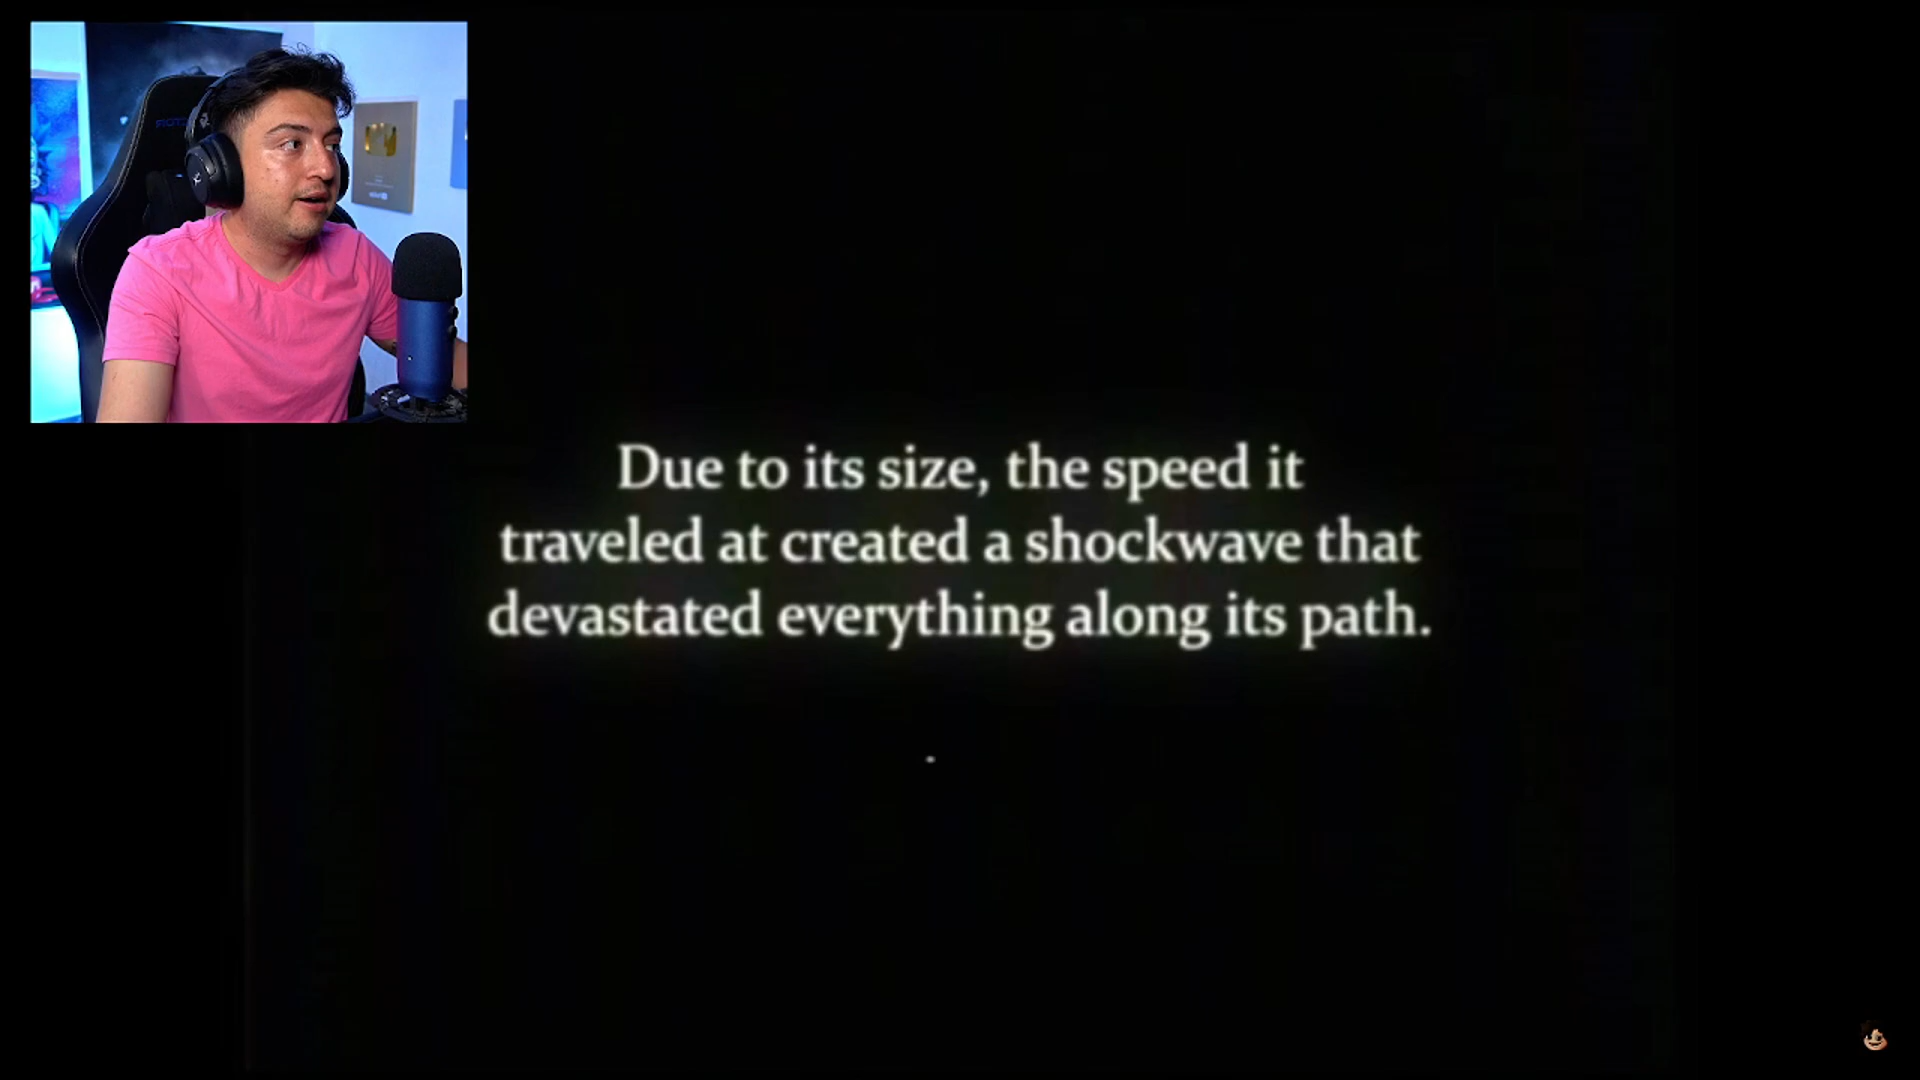 Due to its size, the speed it
traveled at created a shockwave that
devastated everything along its path.